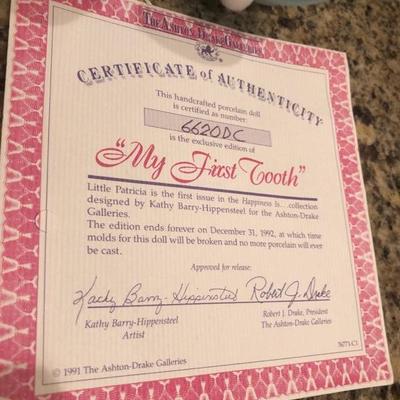 THE ASHTON-DRAKE GALLERIES
CERTIFICATE of AUTHENTICITY
This handcrafted porcelain doll
is certified as number:
6620DC
is the exclusive edition of
"My First Tooth"
Little Patricia is the first issue in the Happiness Is... collection
designed by Kathy Barry-Hippensteel for the Ashton-Drake
Galleries.
The edition ends forever on December 31, 1992, at which time
molds for this doll will be broken and no more porcelain will ever
be cast.
Approved for release:
Kathy Barry-Hippensteel Robert J. Drake
Kathy Barry-Hippensteel Robert J. Drake, President
Artist The Ashton-Drake Galleries
© 1991 The Ashton-Drake Galleries